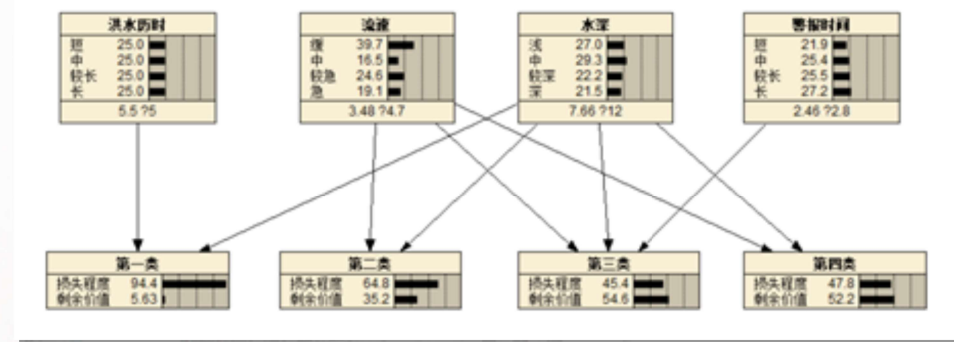 洪水历时
短 25.0
中 25.0
较长 25.0
长 25.0
5.5 ?5
流速
缓 39.7
中 16.5
较急 24.6
急 19.1
3.48 ?4.7
水深
浅 27.0
中 29.3
较深 22.2
深 21.5
7.66 ?12
警报时间
短 21.9
中 25.4
较长 25.5
长 27.2
2.46 ?2.8
第一类
损失程度 94.4
剩余价值 5.63
第二类
损失程度 64.8
剩余价值 35.2
第三类
损失程度 45.4
剩余价值 54.6
第四类
损失程度 47.8
剩余价值 52.2